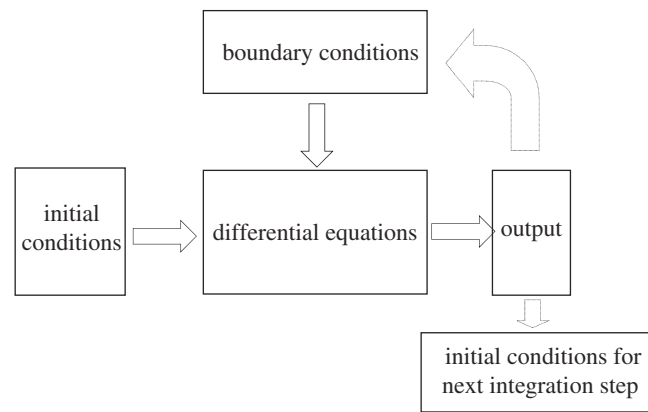 boundary conditions
initial
conditions
differential equations
output
initial conditions for
next integration step